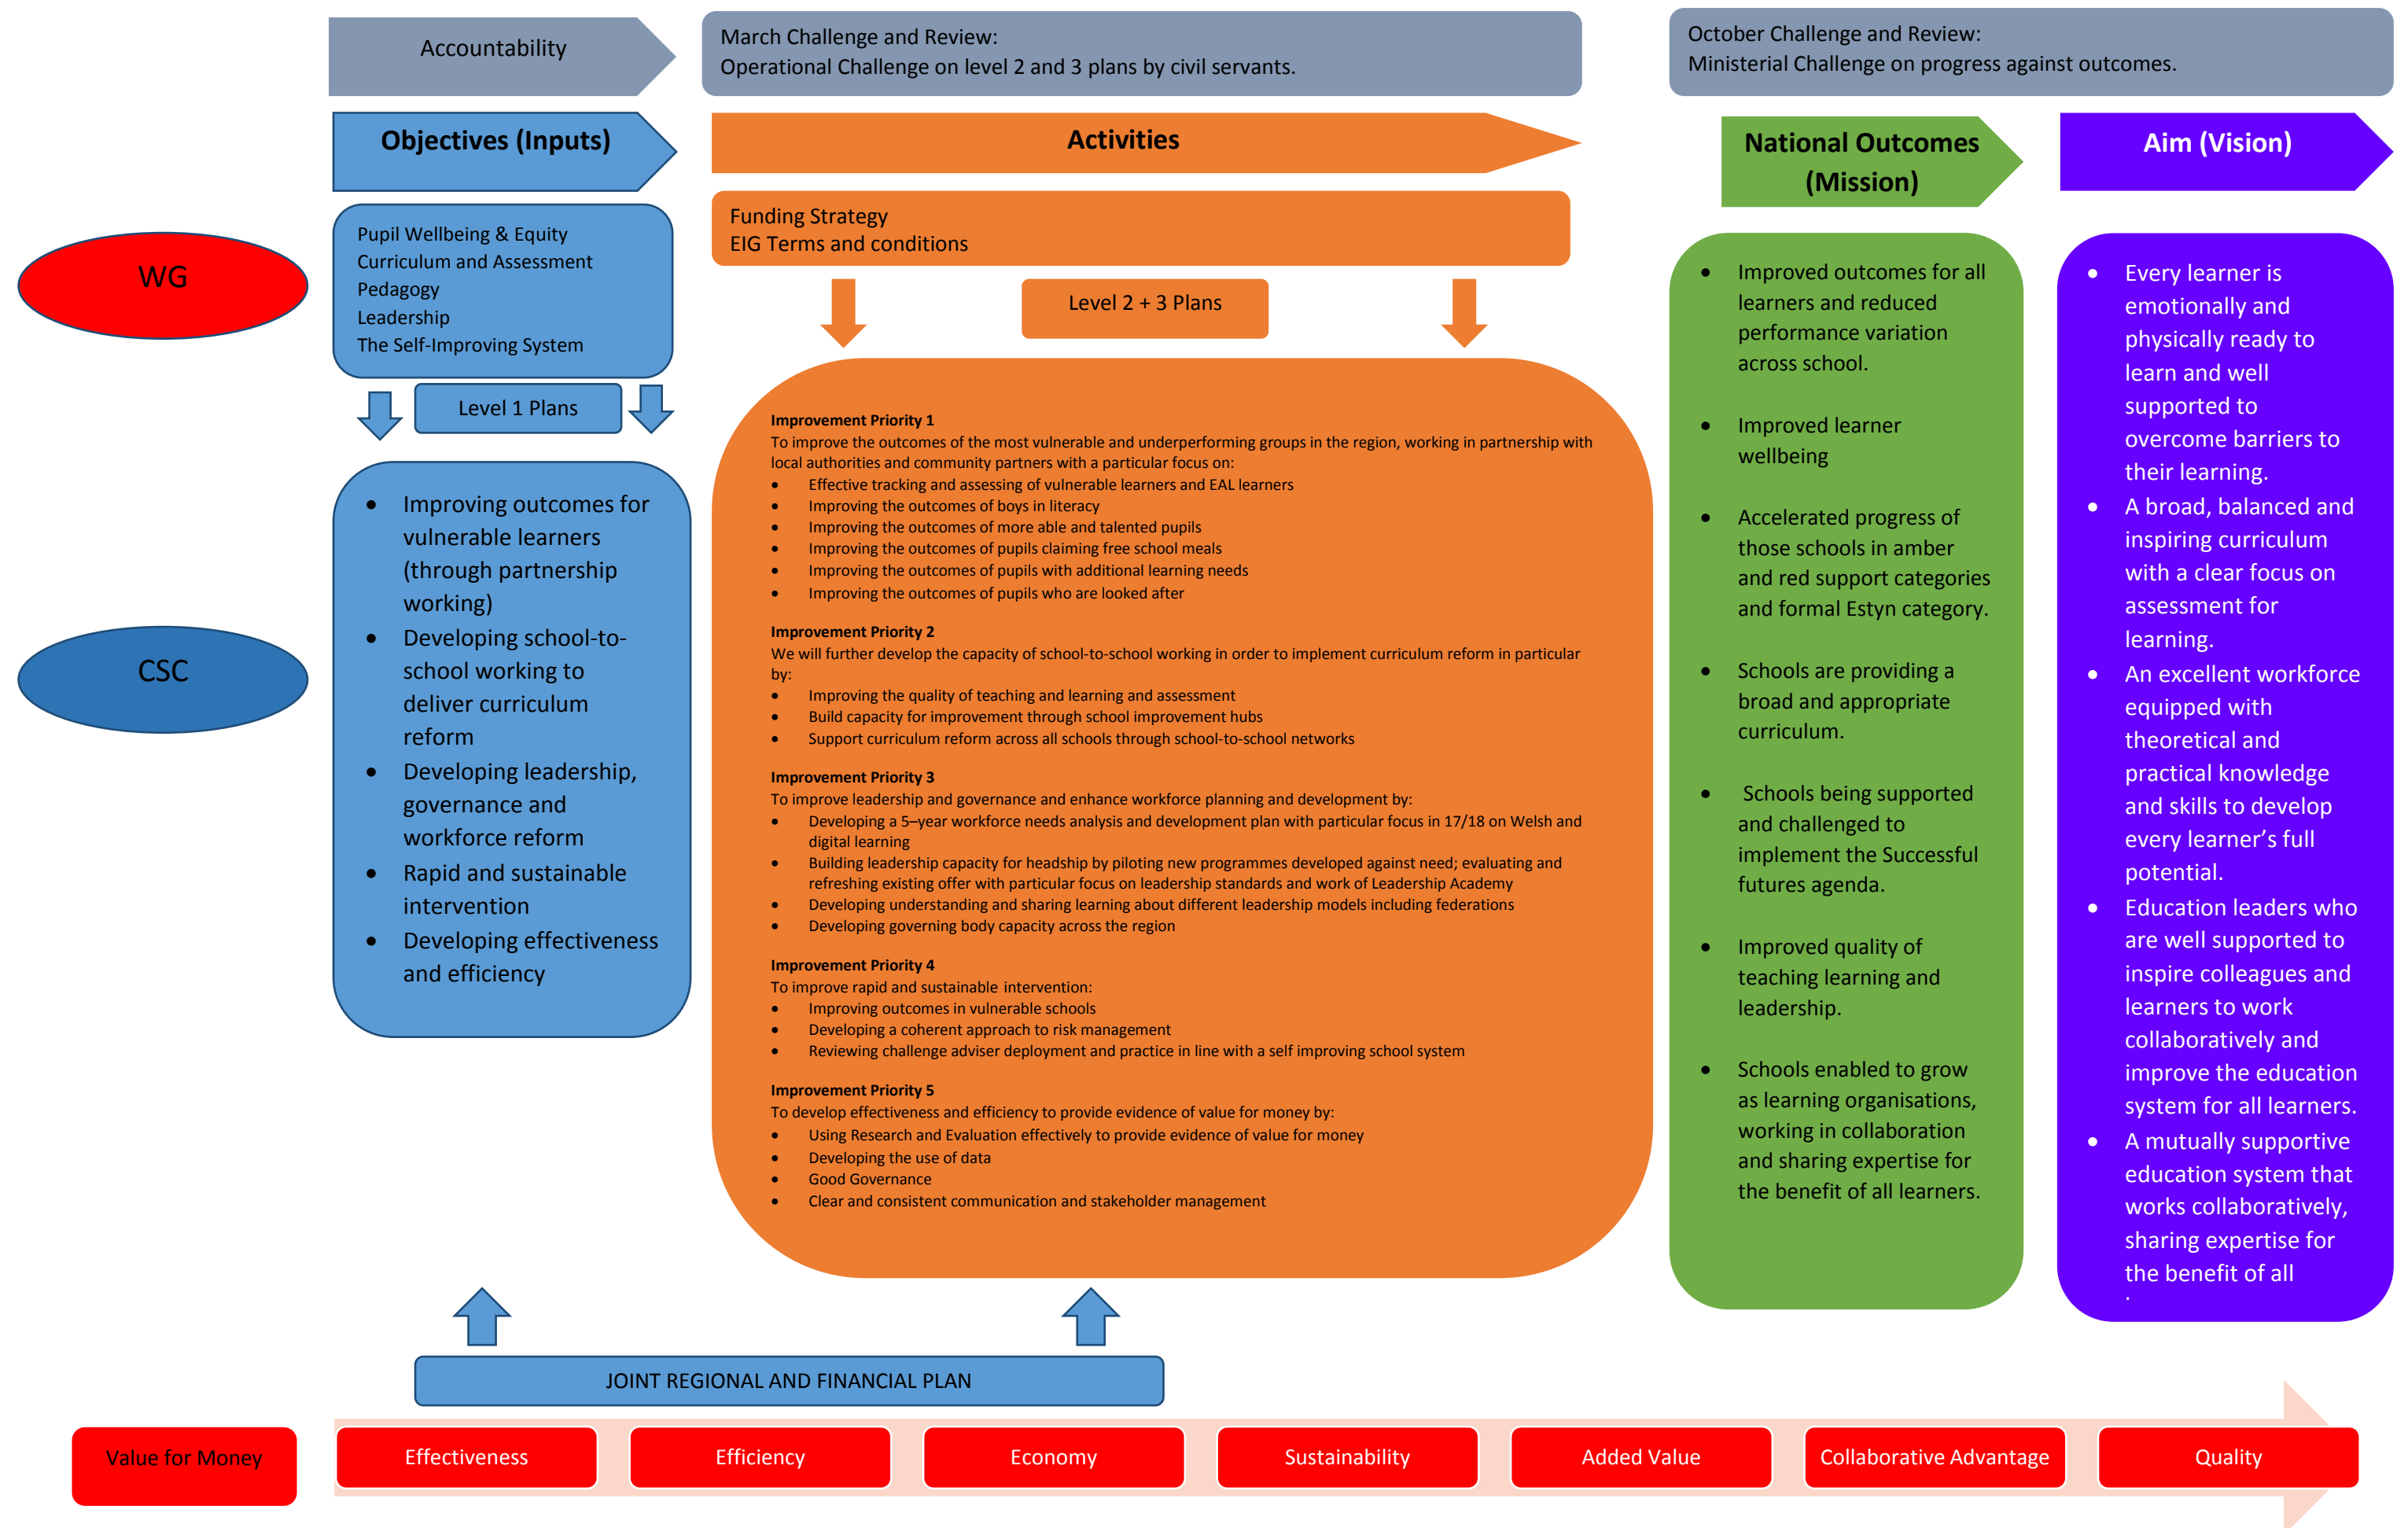 Accountability
March Challenge and Review:
Operational Challenge on level 2 and 3 plans by civil servants.
October Challenge and Review:
Ministerial Challenge on progress against outcomes.
Objectives (Inputs)
Activities
National Outcomes
(Mission)
Aim (Vision)
WG
Pupil Wellbeing & Equity
Curriculum and Assessment
Pedagogy
Leadership
The Self-Improving System
Funding Strategy
EIG Terms and conditions
Level 1 Plans
Level 2 + 3 Plans
CSC
• Improving outcomes for
vulnerable learners
(through partnership
working)
• Developing school-to-
school working to
deliver curriculum
reform
• Developing leadership,
governance and
workforce reform
• Rapid and sustainable
intervention
• Developing effectiveness
and efficiency
Improvement Priority 1
To improve the outcomes of the most vulnerable and underperforming groups in the region, working in partnership with
local authorities and community partners with a particular focus on:
• Effective tracking and assessing of vulnerable learners and EAL learners
• Improving the outcomes of boys in literacy
• Improving the outcomes of more able and talented pupils
• Improving the outcomes of pupils claiming free school meals
• Improving the outcomes of pupils with additional learning needs
• Improving the outcomes of pupils who are looked after
Improvement Priority 2
We will further develop the capacity of school-to-school working in order to implement curriculum reform in particular
by:
• Improving the quality of teaching and learning and assessment
• Build capacity for improvement through school improvement hubs
• Support curriculum reform across all schools through school-to-school networks
Improvement Priority 3
To improve leadership and governance and enhance workforce planning and development by:
• Developing a 5–year workforce needs analysis and development plan with particular focus in 17/18 on Welsh and
digital learning
• Building leadership capacity for headship by piloting new programmes developed against need; evaluating and
refreshing existing offer with particular focus on leadership standards and work of Leadership Academy
• Developing understanding and sharing learning about different leadership models including federations
• Developing governing body capacity across the region
Improvement Priority 4
To improve rapid and sustainable intervention:
• Improving outcomes in vulnerable schools
• Developing a coherent approach to risk management
• Reviewing challenge adviser deployment and practice in line with a self improving school system
Improvement Priority 5
To develop effectiveness and efficiency to provide evidence of value for money by:
• Using Research and Evaluation effectively to provide evidence of value for money
• Developing the use of data
• Good Governance
• Clear and consistent communication and stakeholder management
• Improved outcomes for all
learners and reduced
performance variation
across school.
• Improved learner
wellbeing
• Accelerated progress of
those schools in amber
and red support categories
and formal Estyn category.
• Schools are providing a
broad and appropriate
curriculum.
• Schools being supported
and challenged to
implement the Successful
futures agenda.
• Improved quality of
teaching learning and
leadership.
• Schools enabled to grow
as learning organisations,
working in collaboration
and sharing expertise for
the benefit of all learners.
• Every learner is
emotionally and
physically ready to
learn and well
supported to
overcome barriers to
their learning.
• A broad, balanced and
inspiring curriculum
with a clear focus on
assessment for
learning.
• An excellent workforce
equipped with
theoretical and
practical knowledge
and skills to develop
every learner’s full
potential.
• Education leaders who
are well supported to
inspire colleagues and
learners to work
collaboratively and
improve the education
system for all learners.
• A mutually supportive
education system that
works collaboratively,
sharing expertise for
the benefit of all
JOINT REGIONAL AND FINANCIAL PLAN
Value for Money
Effectiveness
Efficiency
Economy
Sustainability
Added Value
Collaborative Advantage
Quality